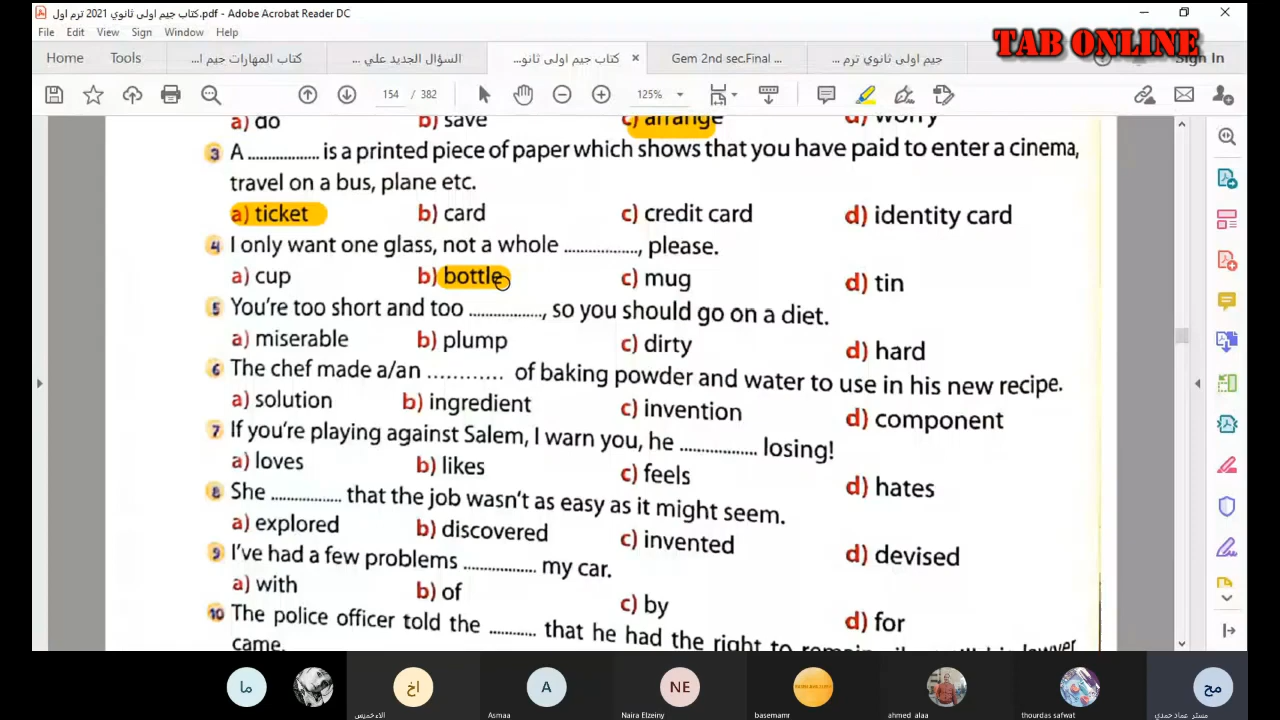 كتاب جيم اولى ثانوي 2021 ترم اول.pdf - Adobe Acrobat Reader DC
File Edit View Sign Window Help
TAB ONLINE
Home Tools كتاب المهارات جيم ا... السؤال الجديد علي ... كتاب جيم اولى ثانو... × Gem 2nd sec.Final ... جيم اولى ثانوي ترم ... Sign In
154 / 382 125%
a) do b) save c) arrange d) worry
3 A .................. is a printed piece of paper which shows that you have paid to enter a cinema,
travel on a bus, plane etc.
a) ticket b) card c) credit card d) identity card
4 I only want one glass, not a whole .................., please.
a) cup b) bottle c) mug d) tin
5 You're too short and too .................., so you should go on a diet.
a) miserable b) plump c) dirty d) hard
6 The chef made a/an ............ of baking powder and water to use in his new recipe.
a) solution b) ingredient c) invention d) component
7 If you're playing against Salem, I warn you, he .................. losing!
a) loves b) likes c) feels d) hates
8 She .................. that the job wasn't as easy as it might seem.
a) explored b) discovered c) invented d) devised
9 I've had a few problems .................. my car.
a) with b) of c) by d) for
10 The police officer told the ............ that he had the right to remain lawyer
came.
ما اخ A NE مح
الاء خميس Asmaa Naira Elzeiny basemamr ahmed_alaa thourdas safwat مستر_عماد حمدي